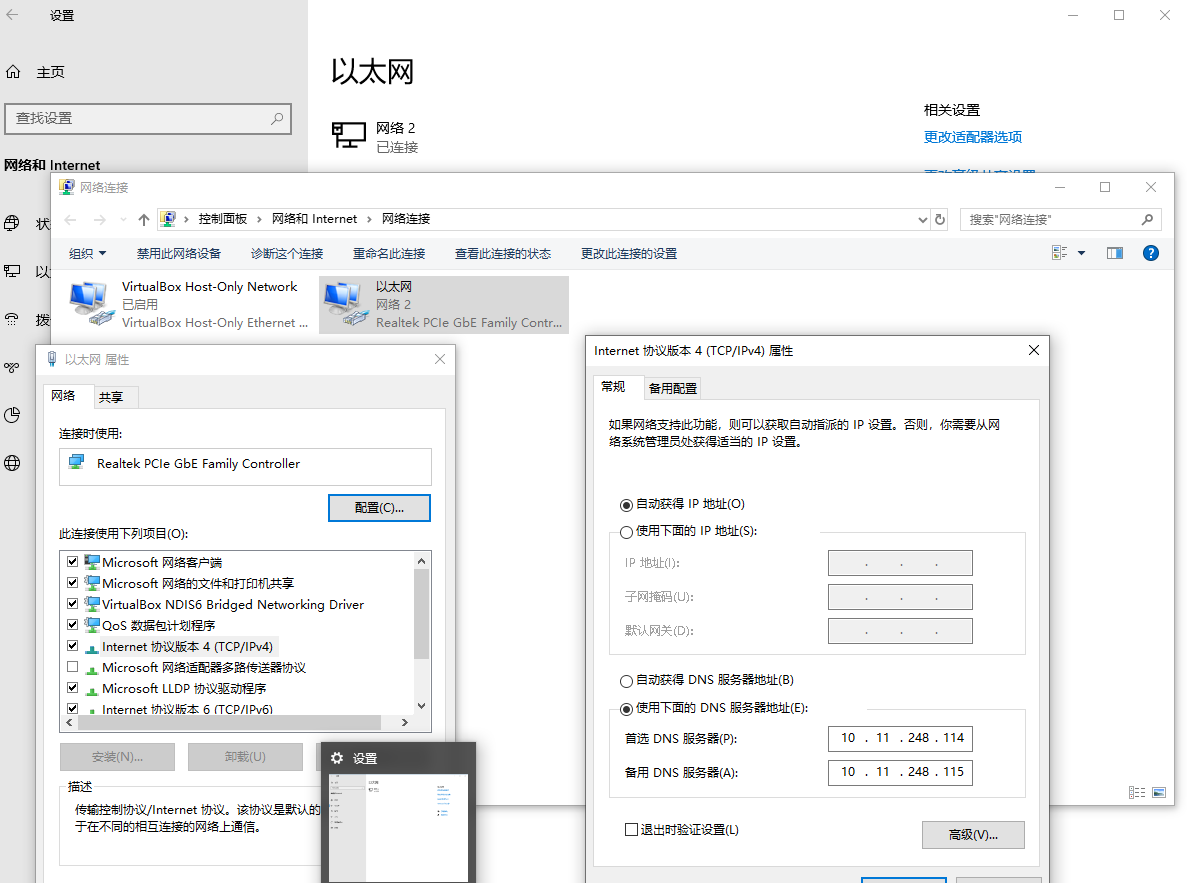 设置
主页
查找设置
网络和 Internet
以太网
网络 2
已连接
相关设置
更改适配器选项
网络连接
控制面板 › 网络和 Internet › 网络连接
搜索"网络连接"
组织
禁用此网络设备
诊断这个连接
重命名此连接
查看此连接的状态
更改此连接的设置
VirtualBox Host-Only Network
已启用
VirtualBox Host-Only Ethernet ...
以太网
网络 2
Realtek PCIe GbE Family Contr...
以太网 属性
网络
共享
连接时使用:
Realtek PCIe GbE Family Controller
配置(C)...
此连接使用下列项目(O):
Microsoft 网络客户端
Microsoft 网络的文件和打印机共享
VirtualBox NDIS6 Bridged Networking Driver
QoS 数据包计划程序
Internet 协议版本 4 (TCP/IPv4)
Microsoft 网络适配器多路传送器协议
Microsoft LLDP 协议驱动程序
Internet 协议版本 6 (TCP/IPv6)
安装(N)...
卸载(U)
描述
传输控制协议/Internet 协议。该协议是默认的
于在不同的相互连接的网络上通信。
设置
Internet 协议版本 4 (TCP/IPv4) 属性
常规
备用配置
如果网络支持此功能，则可以获取自动指派的 IP 设置。否则，你需要从网
络系统管理员处获得适当的 IP 设置。
自动获得 IP 地址(O)
使用下面的 IP 地址(S):
IP 地址(I):
子网掩码(U):
默认网关(D):
自动获得 DNS 服务器地址(B)
使用下面的 DNS 服务器地址(E):
首选 DNS 服务器(P):
10 . 11 . 248 . 114
备用 DNS 服务器(A):
10 . 11 . 248 . 115
退出时验证设置(L)
高级(V)...